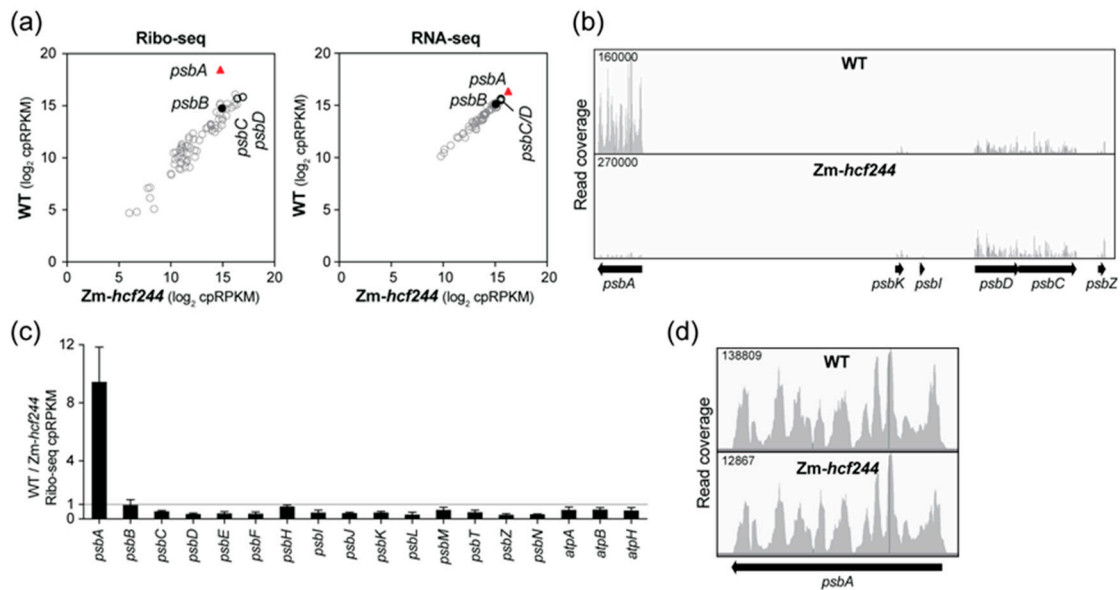 (a)
Ribo-seq
RNA-seq
20
15
10
5
0
psbA
psbB
psbC
psbD
0 5 10 15 20
WT (log2 cpRPKM)
Zm-hcf244 (log2 cpRPKM)
20
15
10
5
0
psbA
psbB
psbC/D
0 5 10 15 20
WT (log2 cpRPKM)
Zm-hcf244 (log2 cpRPKM)
(b)
160000
WT
270000
Zm-hcf244
Read coverage
psbA
psbK
psbI
psbD
psbC
psbZ
(c)
12
8
4
1
0
WT / Zm-hcf244
Ribo-seq cpRPKM
psbA
psbB
psbC
psbD
psbE
psbF
psbH
psbI
psbJ
psbK
psbL
psbM
psbT
psbZ
psbN
atpA
atpB
atpH
(d)
138809
WT
12867
Zm-hcf244
Read coverage
psbA